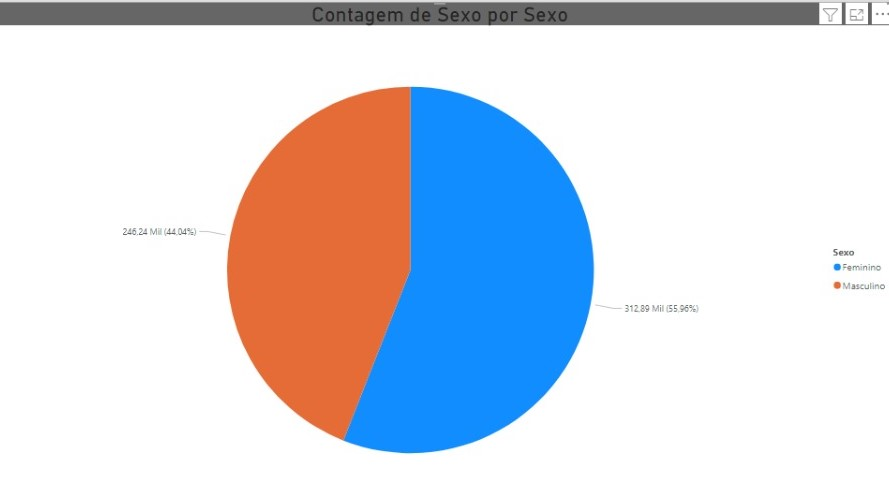 Contagem de Sexo por Sexo
246,24 Mil (44,04%)
312,89 Mil (55,96%)
Sexo
Feminino
Masculino